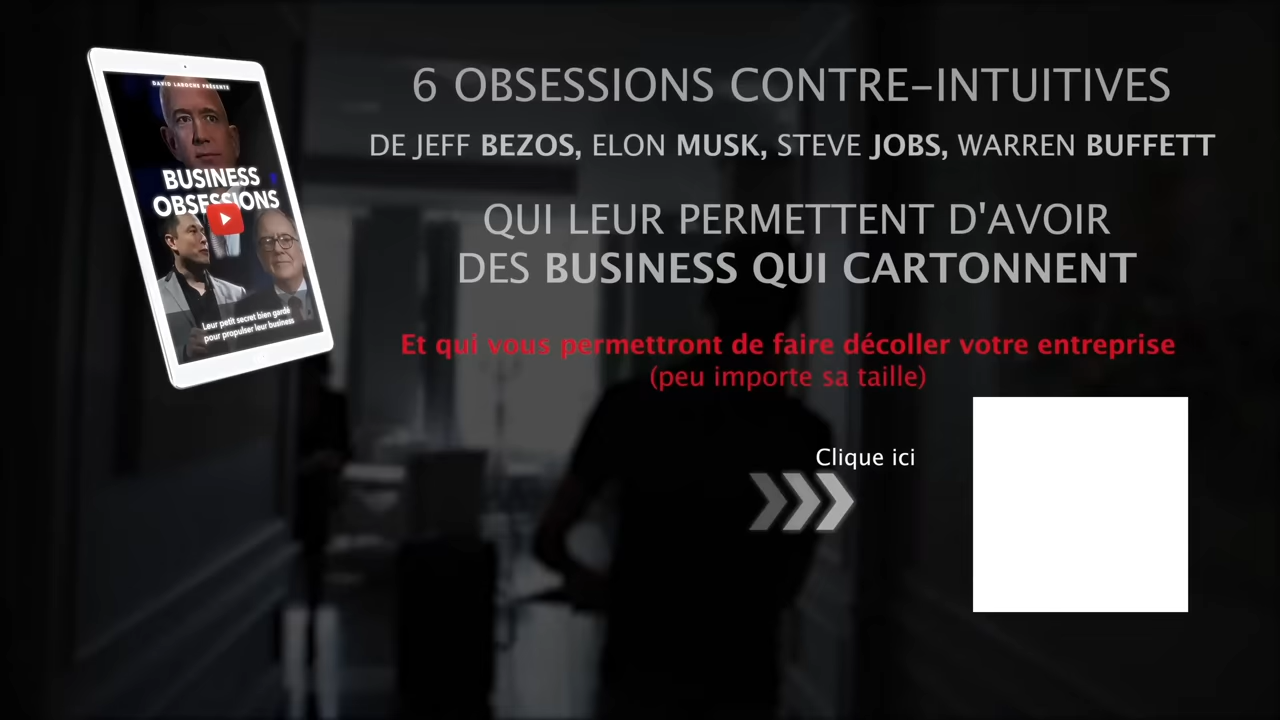 DAVID LAROCHE PRÉSENTE
BUSINESS
OBSESSIONS
Leur petit secret bien gardé
pour propulser leur business
6 OBSESSIONS CONTRE-INTUITIVES
DE JEFF BEZOS, ELON MUSK, STEVE JOBS, WARREN BUFFETT
QUI LEUR PERMETTENT D'AVOIR
DES BUSINESS QUI CARTONNENT
Et qui vous permettront de faire décoller votre entreprise
(peu importe sa taille)
Clique ici